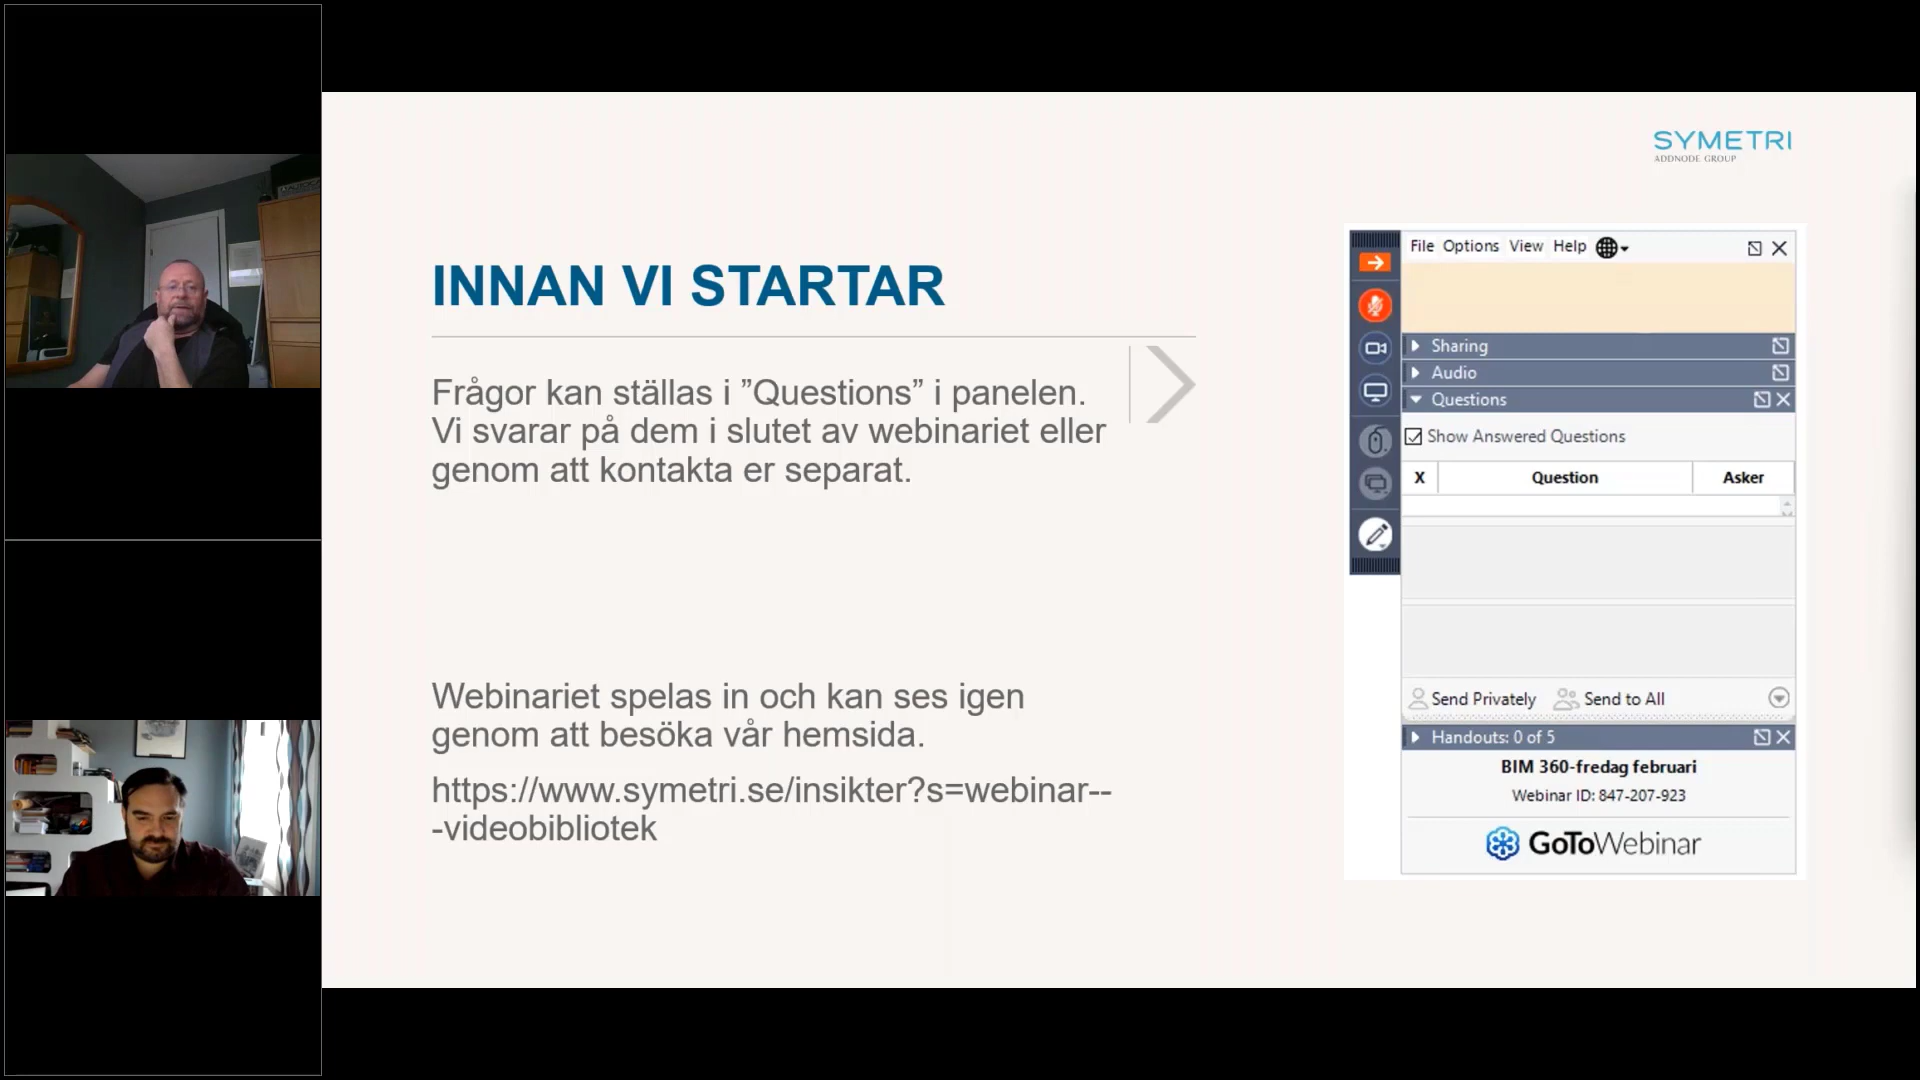 SYMETRI
ADDNODE GROUP
INNAN VI STARTAR
Frågor kan ställas i ”Questions” i panelen.
Vi svarar på dem i slutet av webinariet eller
genom att kontakta er separat.
Webinariet spelas in och kan ses igen
genom att besöka vår hemsida.
https://www.symetri.se/insikter?s=webinar--
-videobibliotek
File Options View Help
Sharing
Audio
Questions
Show Answered Questions
X Question Asker
Send Privately Send to All
Handouts: 0 of 5
BIM 360-fredag februari
Webinar ID: 847-207-923
GoToWebinar